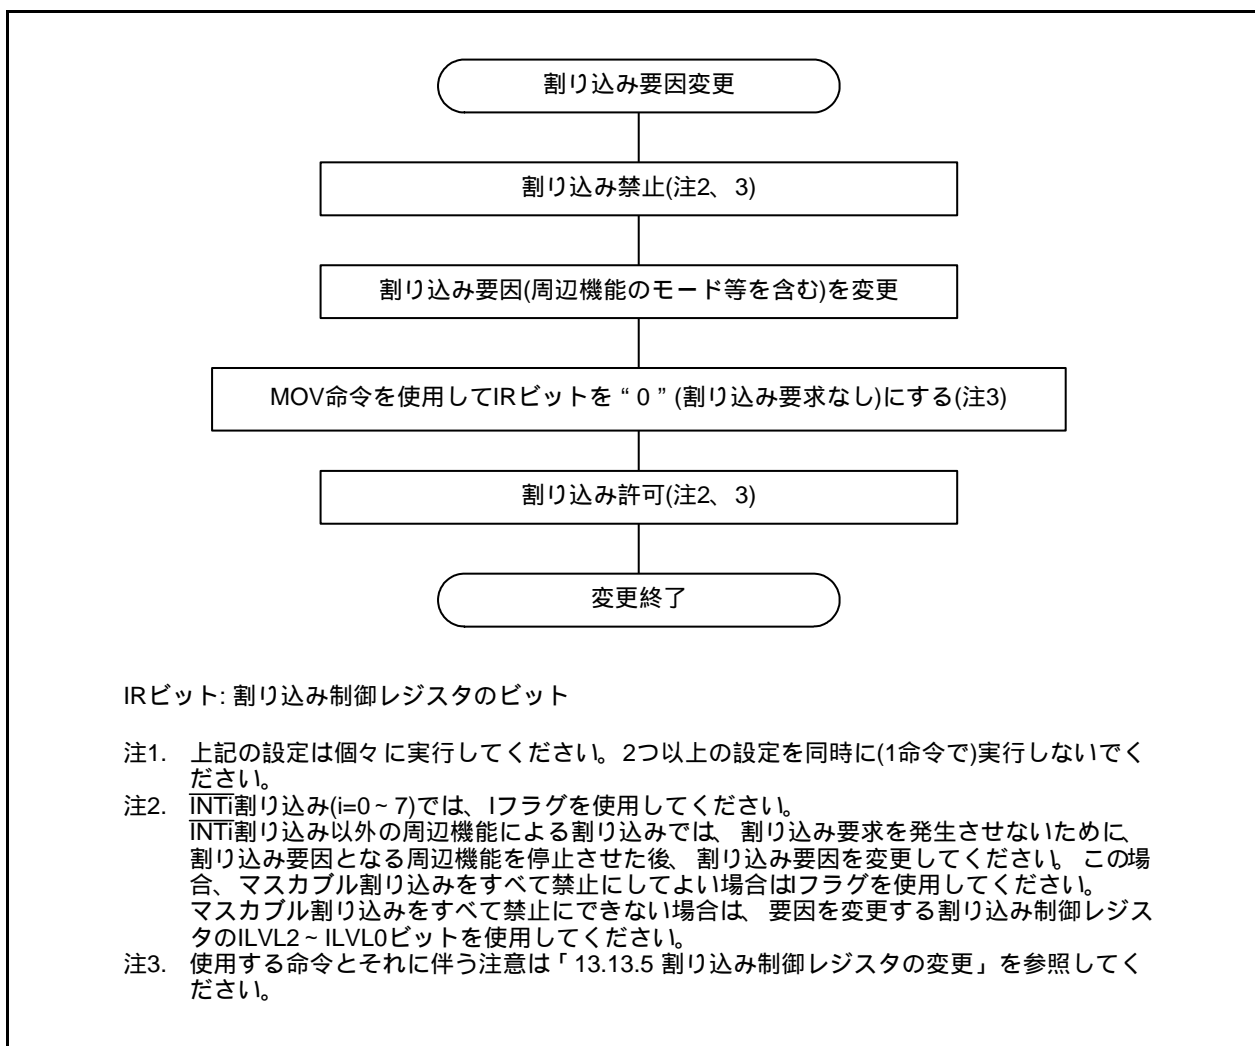 割り込み要因変更
割り込み禁止(注2、3)
割り込み要因(周辺機能のモード等を含む)を変更
MOV命令を使用してIRビットを“0”(割り込み要求なし)にする(注3)
割り込み許可(注2、3)
変更終了
IRビット: 割り込み制御レジスタのビット
注1. 上記の設定は個々に実行してください。2つ以上の設定を同時に(1命令で)実行しないでく
ださい。
注2. INTi割り込み(i=0~7)では、Iフラグを使用してください。
INTi割り込み以外の周辺機能による割り込みでは、割り込み要求を発生させないために、
割り込み要因となる周辺機能を停止させた後、割り込み要因を変更してください。この場
合、マスカブル割り込みをすべて禁止にしてよい場合はIフラグを使用してください。
マスカブル割り込みをすべて禁止にできない場合は、要因を変更する割り込み制御レジス
タのILVL2~ILVL0ビットを使用してください。
注3. 使用する命令とそれに伴う注意は「13.13.5 割り込み制御レジスタの変更」を参照してく
ださい。